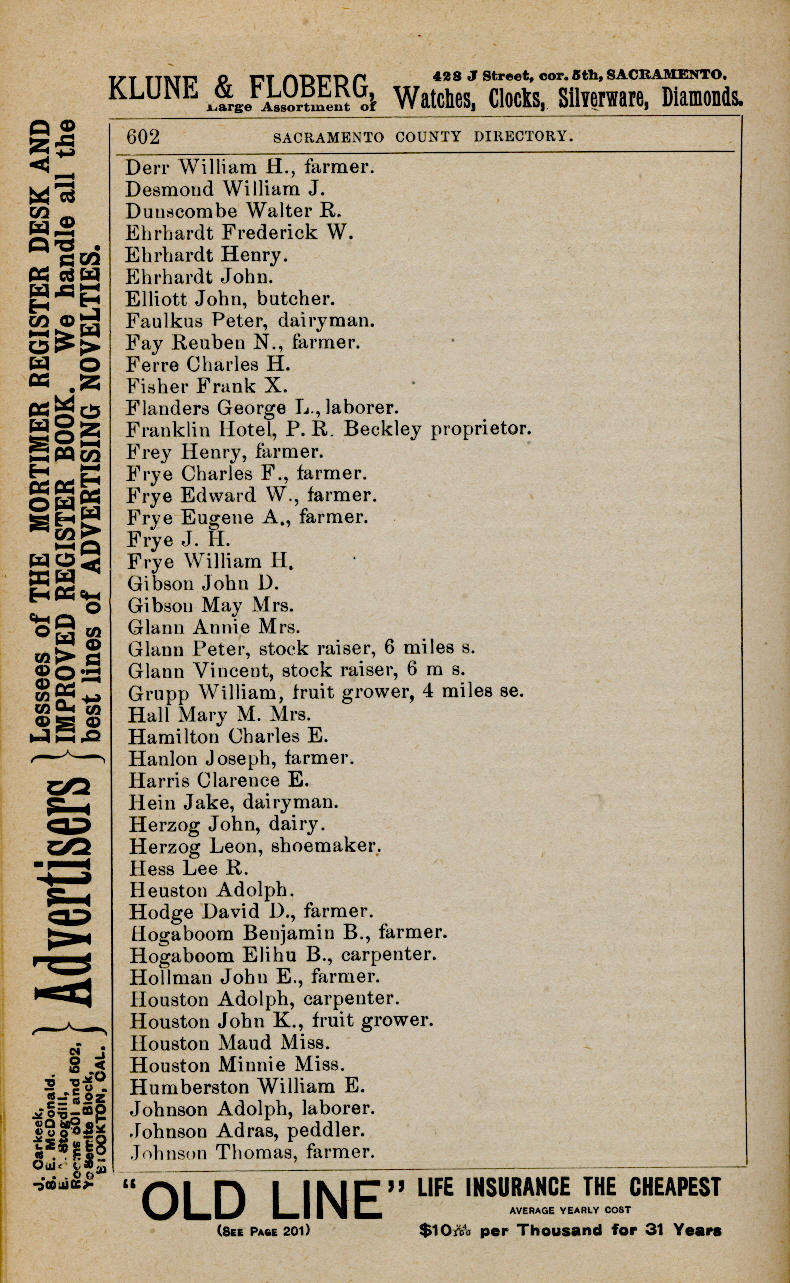 KLUNE & FLOBERG,
Large Assortment of
428 J Street, cor. 5th, SACRAMENTO.
Watches, Clocks, Silverware, Diamonds.
602 SACRAMENTO COUNTY DIRECTORY.
Derr William H., farmer.
Desmond William J.
Dunscombe Walter R.
Ehrhardt Frederick W.
Ehrhardt Henry.
Ehrhardt John.
Elliott John, butcher.
Faulkus Peter, dairyman.
Fay Reuben N., farmer.
Ferre Charles H.
Fisher Frank X.
Flanders George L., laborer.
Franklin Hotel, P. R. Beckley proprietor.
Frey Henry, farmer.
Frye Charles F., farmer.
Frye Edward W., farmer.
Frye Eugene A., farmer.
Frye J. H.
Frye William H.
Gibson John D.
Gibson May Mrs.
Glann Annie Mrs.
Glann Peter, stock raiser, 6 miles s.
Glann Vincent, stock raiser, 6 m s.
Grupp William, fruit grower, 4 miles se.
Hall Mary M. Mrs.
Hamilton Charles E.
Hanlon Joseph, farmer.
Harris Clarence E.
Hein Jake, dairyman.
Herzog John, dairy.
Herzog Leon, shoemaker.
Hess Lee R.
Heuston Adolph.
Hodge David D., farmer.
Hogaboom Benjamin B., farmer.
Hogaboom Elihu B., carpenter.
Hollman John E., farmer.
Houston Adolph, carpenter.
Houston John K., fruit grower.
Houston Maud Miss.
Houston Minnie Miss.
Humberston William E.
Johnson Adolph, laborer.
Johnson Adras, peddler.
Johnson Thomas, farmer.
J. Carkeek,
S. E. McDonald.
E. Stogdill,
Rooms 501 and 502,
Yo Semite Block,
STOCKTON, CAL.
Advertisers
Lessees of THE MORTIMER REGISTER DESK AND
IMPROVED REGISTER BOOK. We handle all the
best lines of ADVERTISING NOVELTIES.
"OLD LINE"
(SEE PAGE 201)
LIFE INSURANCE THE CHEAPEST
AVERAGE YEARLY COST
$10 per Thousand for 31 Years